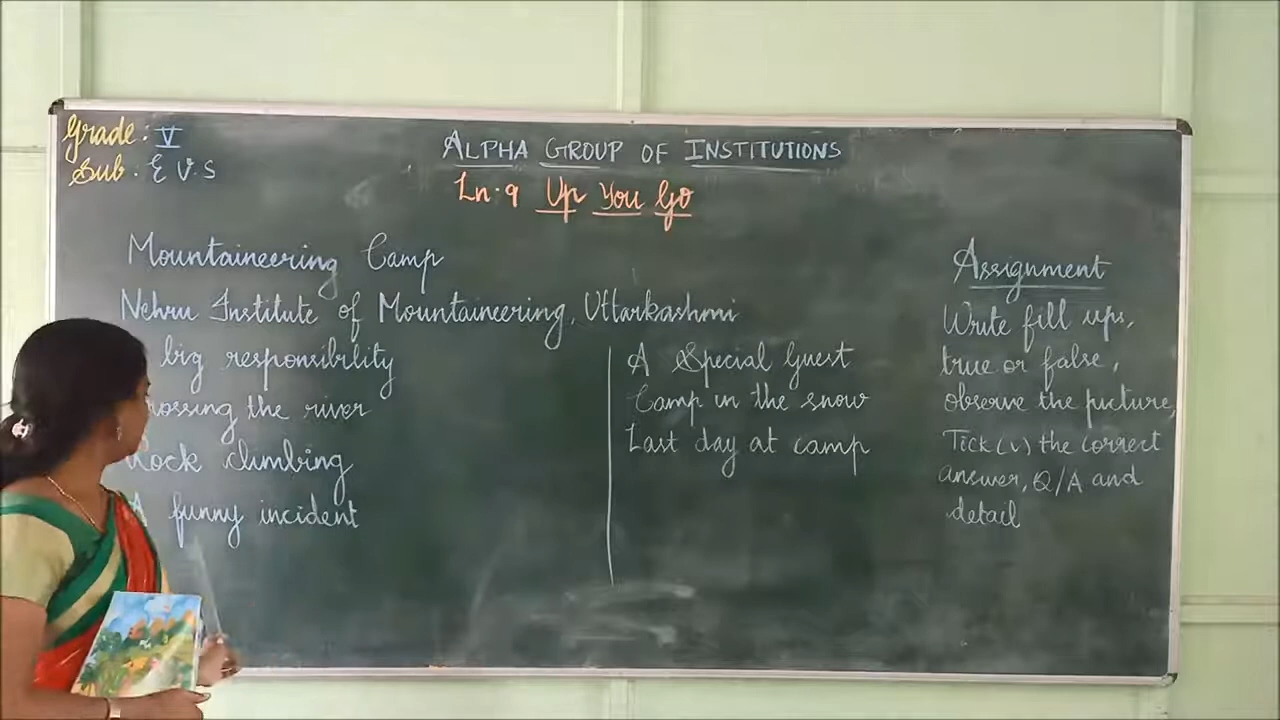 Grade: V
Sub. E V.S
ALPHA GROUP OF INSTITUTIONS
Ln. 9 Up You Go
Mountaineering Camp
Nehru Institute of Mountaineering, Uttarkashmi
big responsibility
rossing the river
Rock climbing
A funny incident
A Special Guest
Camp in the snow
Last day at camp
Assignment
Write fill ups,
true or false,
observe the picture,
Tick(✓) the correct
answer, Q/A and
detail